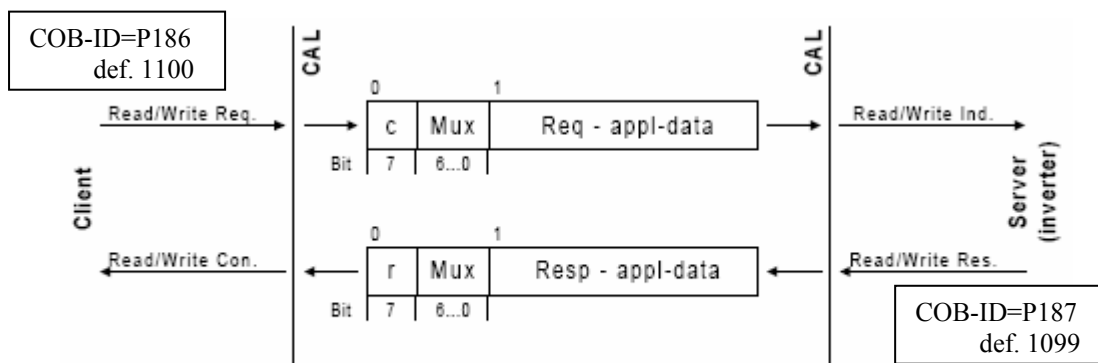 COB-ID=P186
def. 1100
CAL
CAL
0 1
Read/Write Req.
c Mux Req - appl-data
Read/Write Ind.
Bit 7 6...0
Client
Server
(inverter)
0 1
Read/Write Con.
r Mux Resp - appl-data
Read/Write Res.
Bit 7 6...0
COB-ID=P187
def. 1099